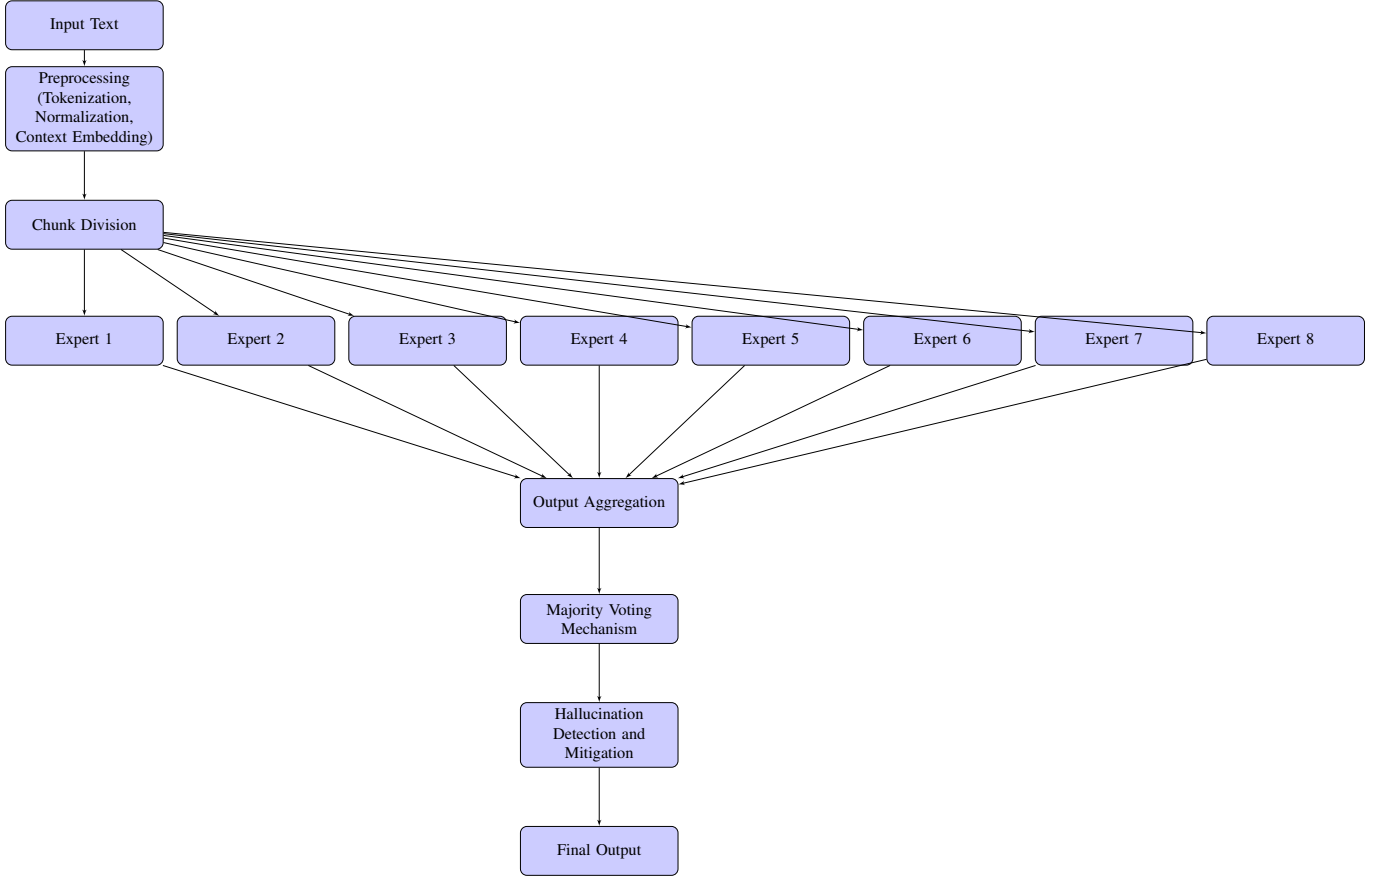 Input Text
Preprocessing
(Tokenization,
Normalization,
Context Embedding)
Chunk Division
Expert 1
Expert 2
Expert 3
Expert 4
Expert 5
Expert 6
Expert 7
Expert 8
Output Aggregation
Majority Voting
Mechanism
Hallucination
Detection and
Mitigation
Final Output